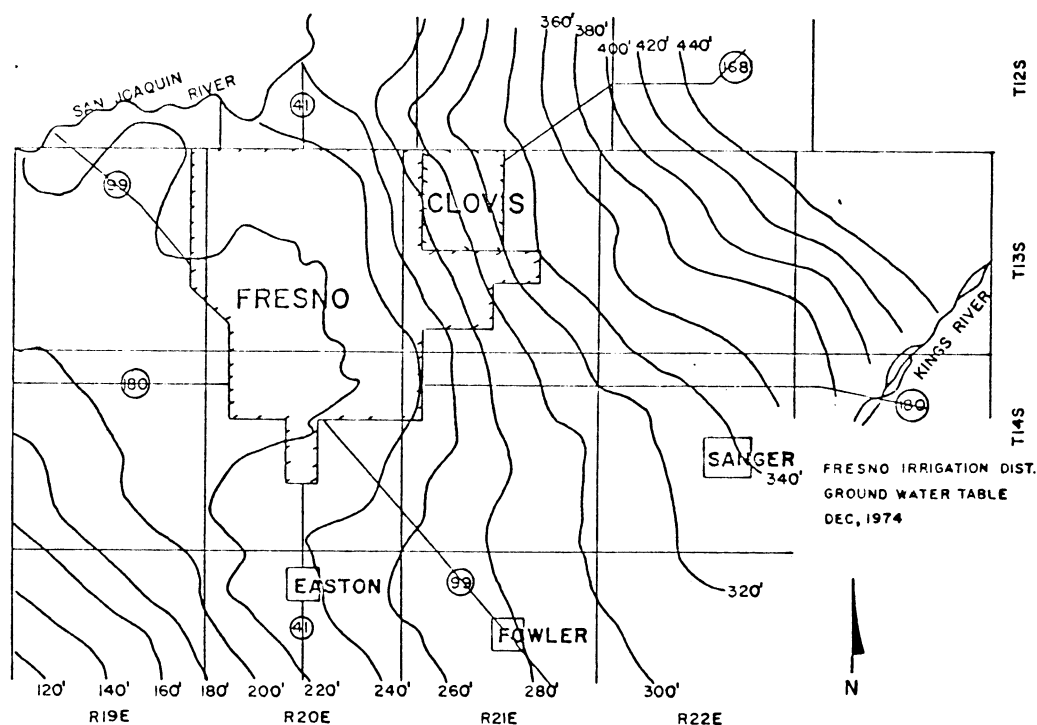 360'
380'
400'
420'
440'
168
T12S
SAN JOAQUIN
RIVER
41
99
CLOVIS
T13S
FRESNO
KINGS RIVER
180
180
T14S
SANGER
340'
FRESNO IRRIGATION DIST.
GROUND WATER TABLE
DEC, 1974
EASTON
99
320'
FOWLER
41
N
120'
140'
160'
180'
200'
220'
240'
260'
280'
300'
R19E
R20E
R21E
R22E